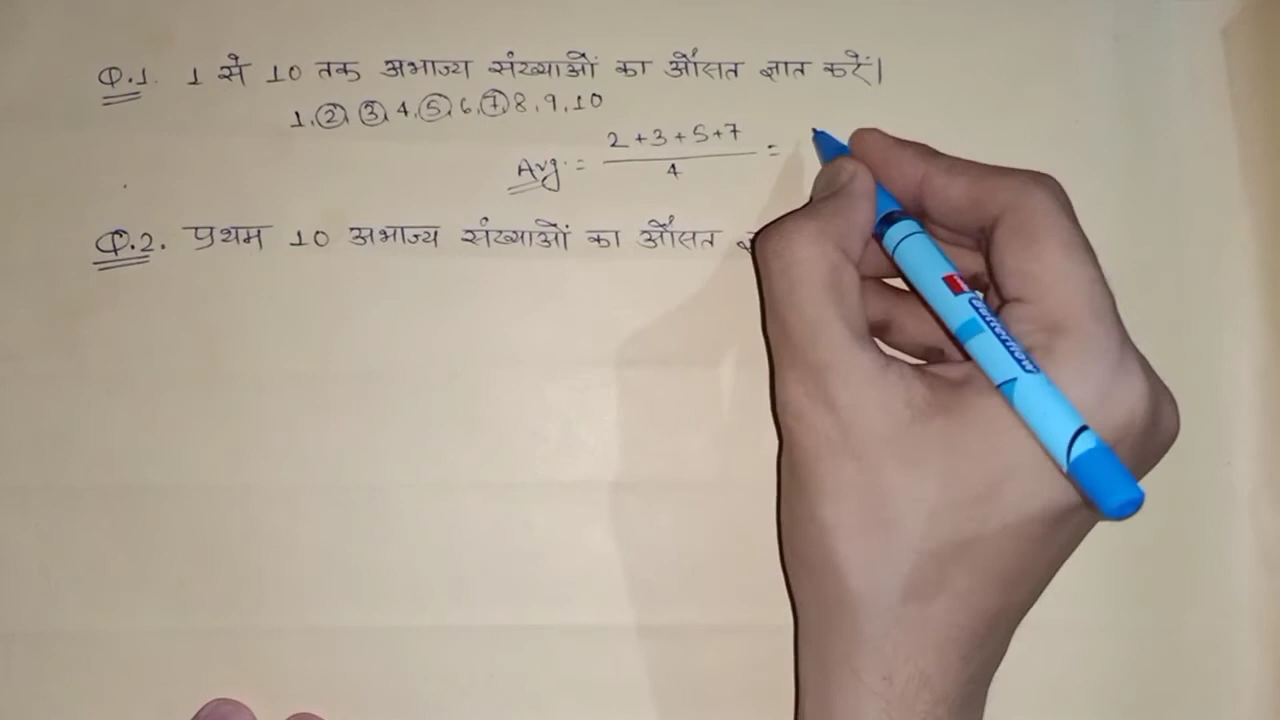 Q.1. 1 से 10 तक अभाज्य संख्याओं का औसत ज्ञात करें।
1, 2, 3, 4, 5, 6, 7, 8, 9, 10
Avg. = 2+3+5+7 / 4 =
Q.2. प्रथम 10 अभाज्य संख्याओं का औसत
Butterflow